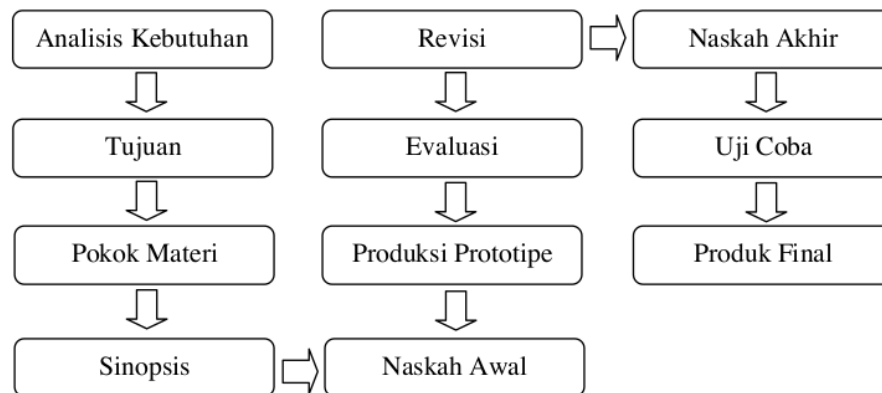 Analisis Kebutuhan
Tujuan
Pokok Materi
Sinopsis
Revisi
Evaluasi
Produksi Prototipe
Naskah Awal
Naskah Akhir
Uji Coba
Produk Final